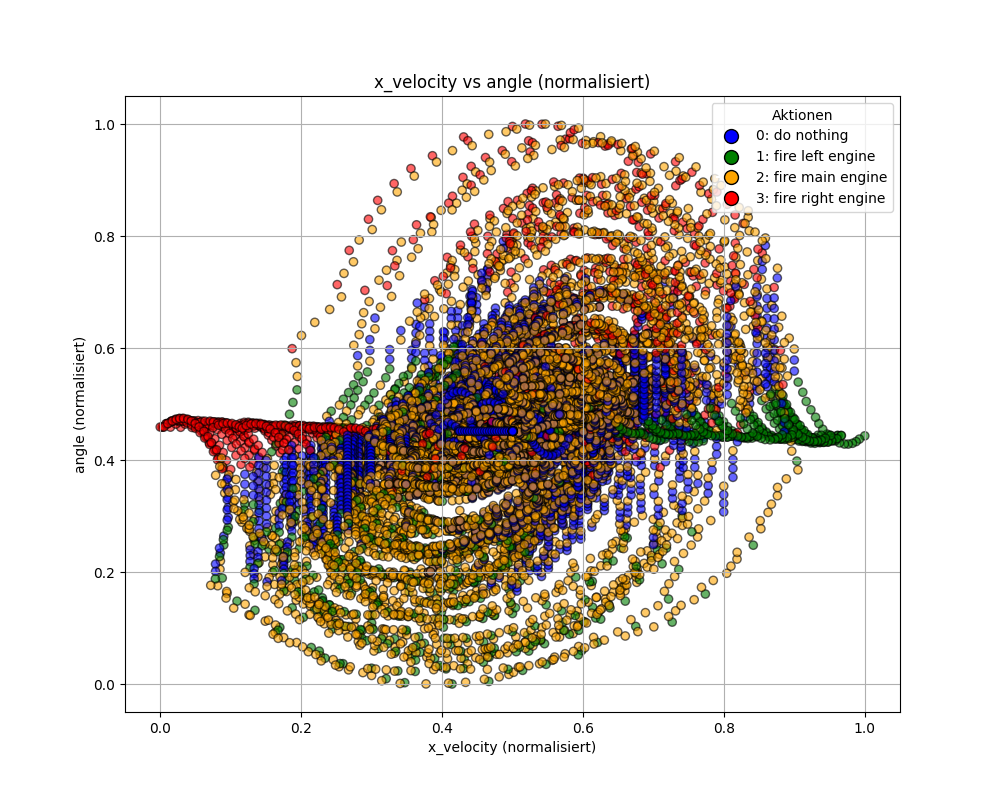 x_velocity vs angle (normalisiert)
Aktionen
0: do nothing
1: fire left engine
2: fire main engine
3: fire right engine
angle (normalisiert)
1.0
0.8
0.6
0.4
0.2
0.0
0.0 0.2 0.4 0.6 0.8 1.0
x_velocity (normalisiert)